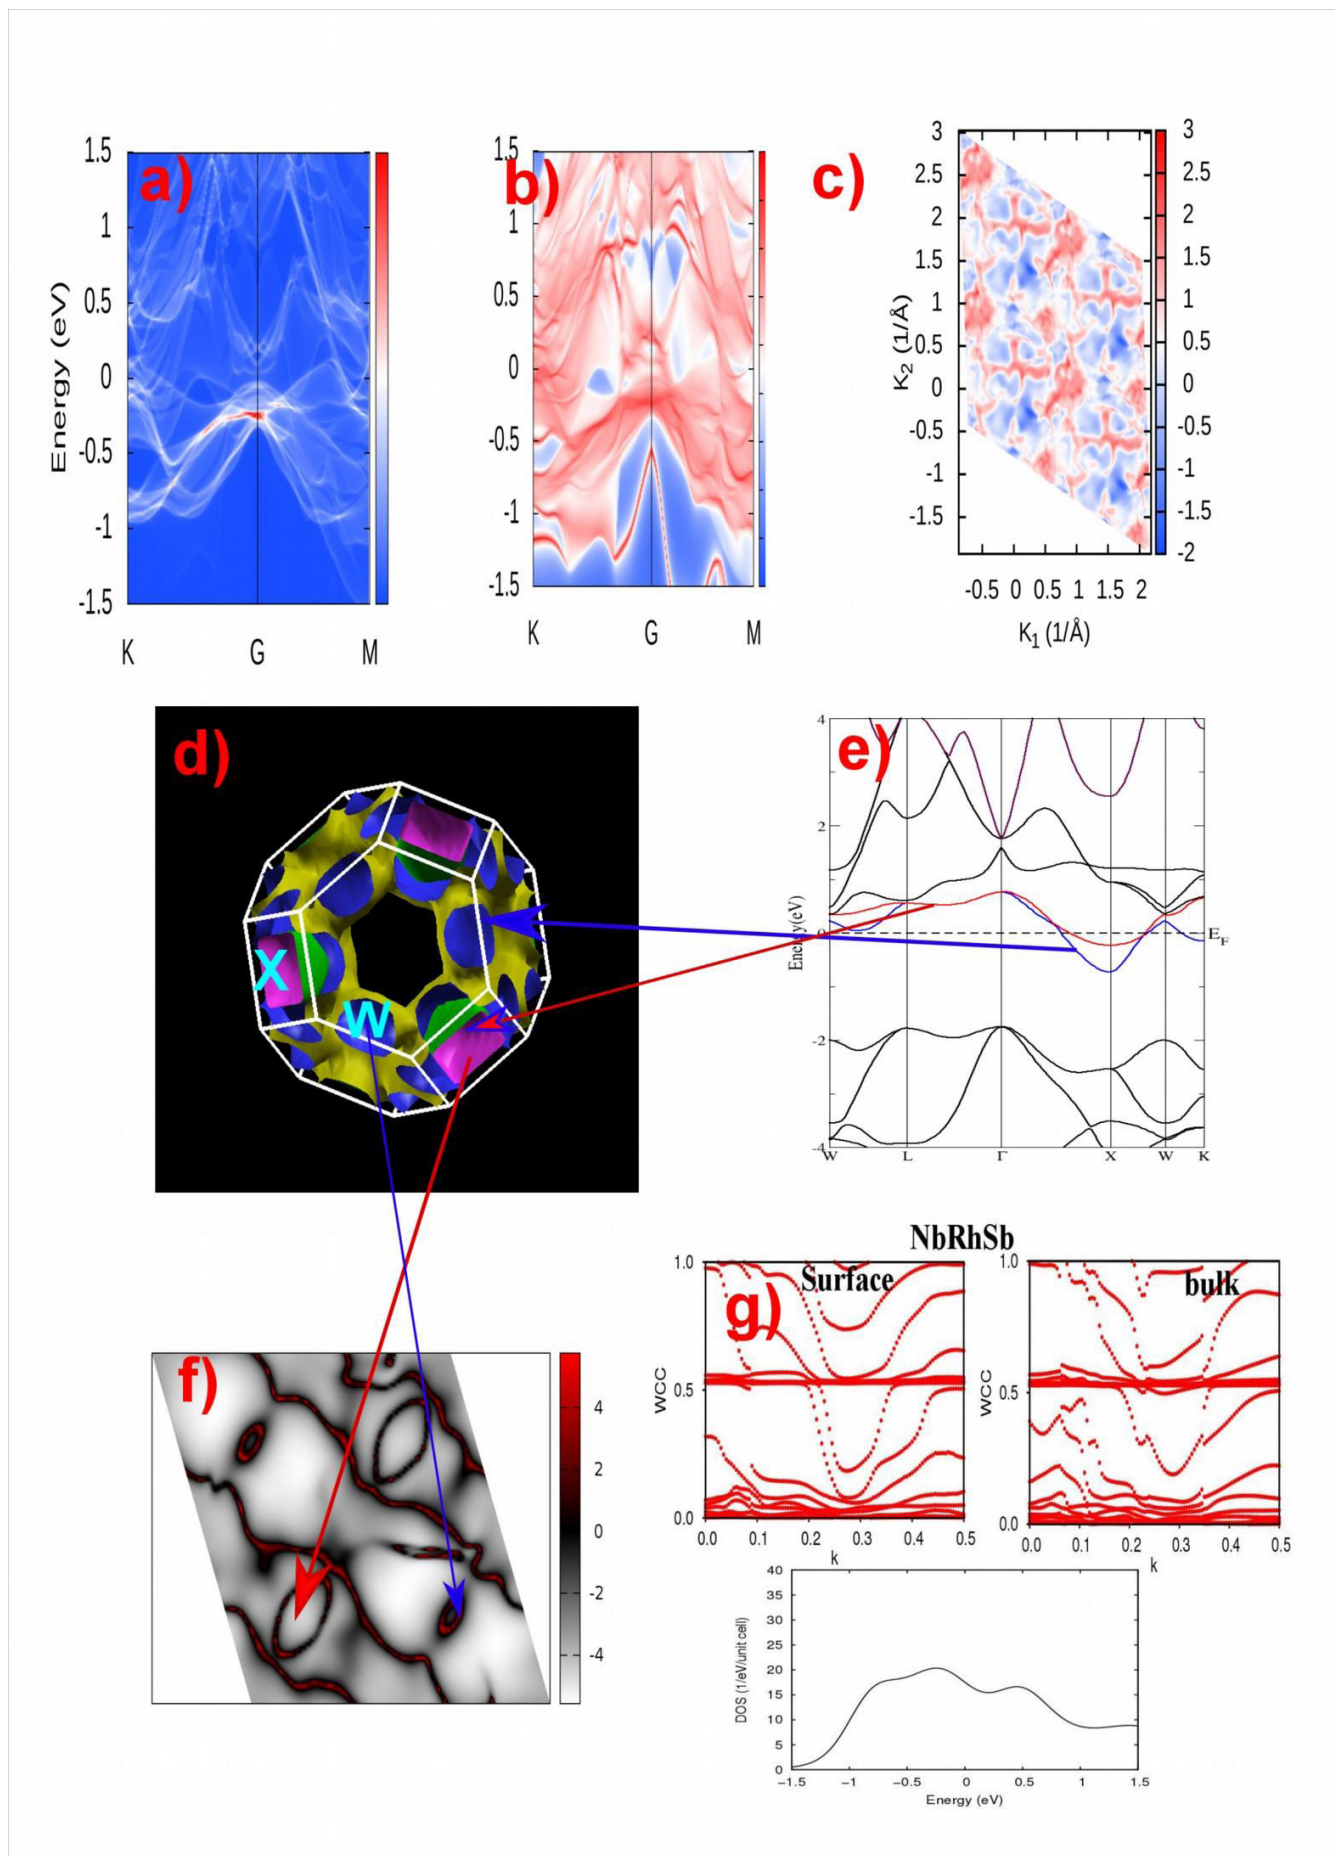 a)
1.5
1
0.5
0
-0.5
-1
-1.5
Energy (eV)
K G M
b)
1.5
1
0.5
0
-0.5
-1
-1.5
K G M
c)
3
2.5
2
1.5
1
0.5
0
-0.5
-1
-1.5
K2 (1/Å)
-0.5 0 0.5 1 1.5 2
K1 (1/Å)
3
2.5
2
1.5
1
0.5
0
-0.5
-1
-1.5
-2
d)
X
W
e)
4
2
0
-2
-4
Energy(eV)
EF
W L Γ X W K
f)
4
2
0
-2
-4
NbRhSb
g)
Surface
1.0
0.5
0.0
WCC
0.0 0.1 0.2 0.3 0.4 0.5
k
bulk
1.0
0.5
0.0
WCC
0.0 0.1 0.2 0.3 0.4 0.5
k
40
35
30
25
20
15
10
5
0
DOS (1/eV/unit cell)
−1.5 −1 −0.5 0 0.5 1 1.5
Energy (eV)